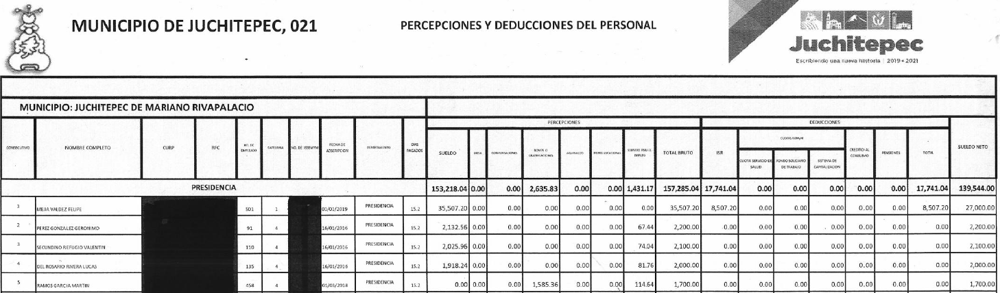 MUNICIPIO DE JUCHITEPEC, 021
PERCEPCIONES Y DEDUCCIONES DEL PERSONAL
Juchitepec
Escribiendo una nueva historia | 2019 • 2021
MUNICIPIO: JUCHITEPEC DE MARIANO RIVAPALACIO
PERCEPCIONES DEDUCCIONES
CONSECUTIVO NOMBRE COMPLETO CURP RFC NO. DE EMPLEADO CATEGORIA NO. DE ISSEMYM FECHA DE ADSCRIPCION DEPARTAMENTO DIAS PAGADOS SUELDO DIETA COMPENSACIONES BONOS O GRATIFICACIONES AGUINALDO PRIMA VACACIONAL SUBSIDIO PARA EL EMPLEO TOTAL BRUTO ISR CUOTAS ISSEMYM CUOTA SERVICIO DE SALUD FONDO SOLIDARIO DE TRABAJO SISTEMA DE CAPITALIZACION CREDITO AL CONSUMO PENSIONES TOTAL SUELDO NETO
PRESIDENCIA 153,218.04 0.00 0.00 2,635.83 0.00 0.00 1,431.17 157,285.04 17,741.04 0.00 0.00 0.00 0.00 0.00 17,741.04 139,544.00
1 MEJIA VALDEZ FELIPE 501 1 01/01/2019 PRESIDENCIA 15.2 35,507.20 0.00 0.00 0.00 0.00 0.00 0.00 35,507.20 8,507.20 0.00 0.00 0.00 0.00 0.00 8,507.20 27,000.00
2 PEREZ GONZALEZ GERONIMO 91 4 16/01/2016 PRESIDENCIA 15.2 2,132.56 0.00 0.00 0.00 0.00 0.00 67.44 2,200.00 0.00 0.00 0.00 0.00 0.00 0.00 0.00 2,200.00
3 SECUNDINO REFUGIO VALENTIN 110 4 16/01/2016 PRESIDENCIA 15.2 2,025.96 0.00 0.00 0.00 0.00 0.00 74.04 2,100.00 0.00 0.00 0.00 0.00 0.00 0.00 0.00 2,100.00
4 DEL ROSARIO RIVERA LUCAS 135 4 16/01/2016 PRESIDENCIA 15.2 1,918.24 0.00 0.00 0.00 0.00 0.00 81.76 2,000.00 0.00 0.00 0.00 0.00 0.00 0.00 0.00 2,000.00
5 RAMOS GARCIA MARTIN 458 4 01/03/2018 PRESIDENCIA 15.2 0.00 0.00 0.00 1,585.36 0.00 0.00 114.64 1,700.00 0.00 0.00 0.00 0.00 0.00 0.00 0.00 1,700.00